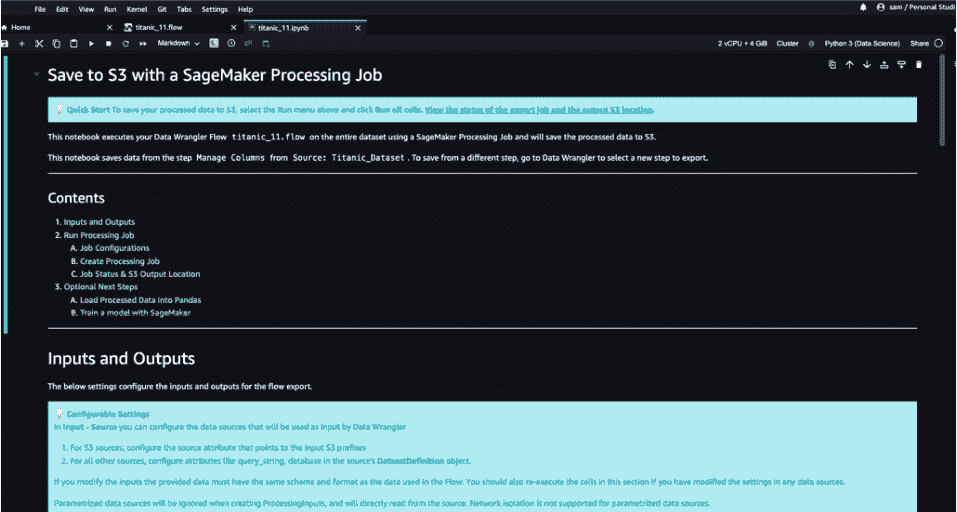 File Edit View Run Kernel Git Tabs Settings Help sam / Personal Studi
Home titanic_11.flow titanic_11.ipynb
Markdown 2 vCPU + 4 GiB Cluster Python 3 (Data Science) Share
Save to S3 with a SageMaker Processing Job
Quick Start To save your processed data to S3, select the Run menu above and click Run all cells. View the status of the export job and the output S3 location.
This notebook executes your Data Wrangler Flow titanic_11.flow on the entire dataset using a SageMaker Processing Job and will save the processed data to S3.
This notebook saves data from the step Manage Columns from Source: Titanic_Dataset . To save from a different step, go to Data Wrangler to select a new step to export.
Contents
1. Inputs and Outputs
2. Run Processing Job
A. Job Configurations
B. Create Processing Job
C. Job Status & S3 Output Location
3. Optional Next Steps
A. Load Processed Data into Pandas
B. Train a model with SageMaker
Inputs and Outputs
The below settings configure the inputs and outputs for the flow export.
Configurable Settings
In Input - Source you can configure the data sources that will be used as input by Data Wrangler
1. For S3 sources, configure the source attribute that points to the input S3 prefixes
2. For all other sources, configure attributes like query_string, database in the source's DatasetDefinition object.
If you modify the inputs the provided data must have the same schema and format as the data used in the Flow. You should also re-execute the cells in this section if you have modified the settings in any data sources.
Parametrized data sources will be ignored when creating ProcessingInputs, and will directly read from the source. Network isolation is not supported for parametrized data sources.